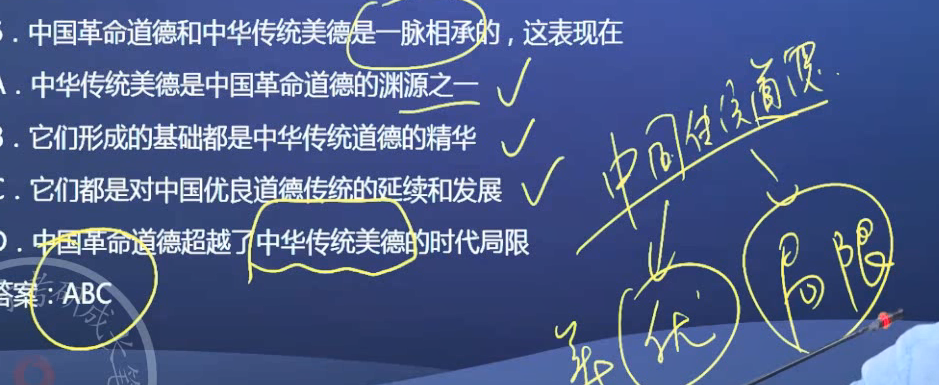 5．中国革命道德和中华传统美德是一脉相承的，这表现在
A．中华传统美德是中国革命道德的渊源之一
B．它们形成的基础都是中华传统道德的精华
C．它们都是对中国优良道德传统的延续和发展
D．中国革命道德超越了中华传统美德的时代局限
答案：ABC
中国传统道德
优
局限